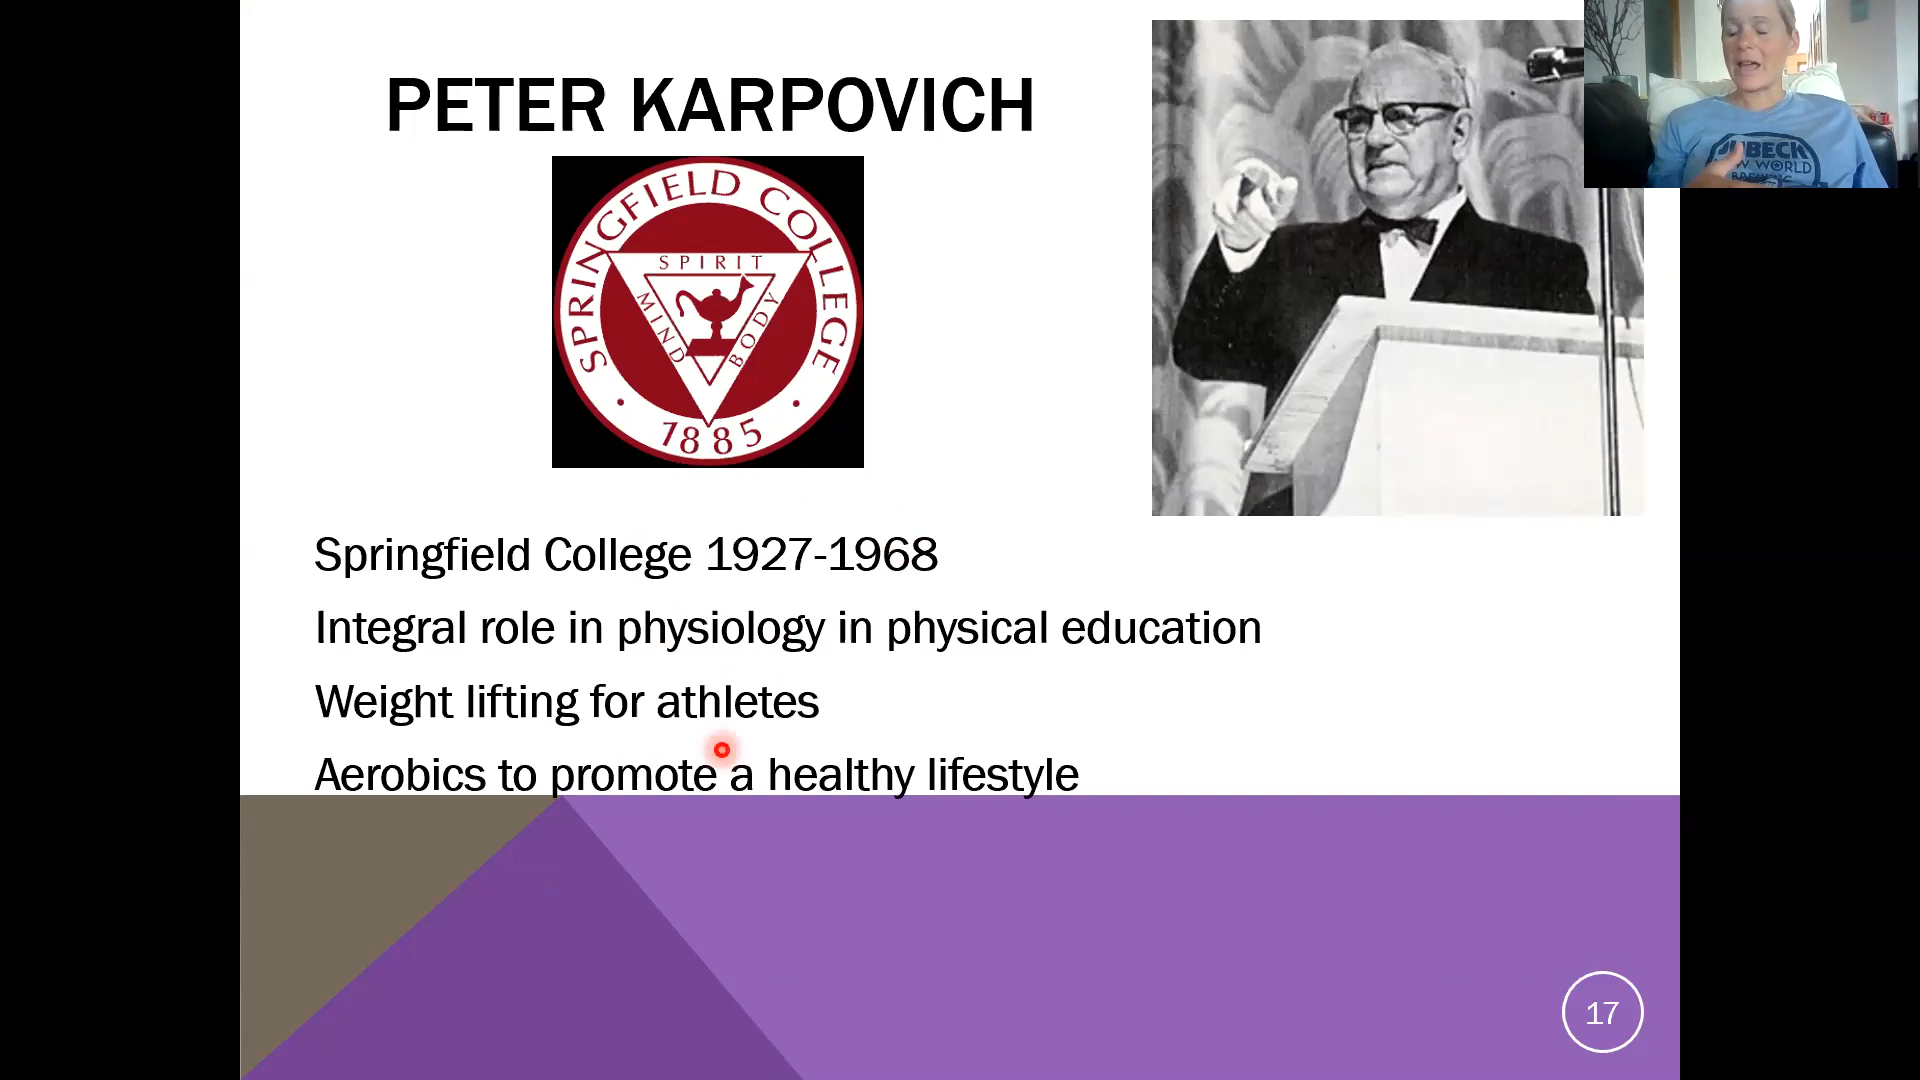 PETER KARPOVICH
SPRINGFIELD COLLEGE
SPIRIT
MIND
BODY
1885
Springfield College 1927-1968
Integral role in physiology in physical education
Weight lifting for athletes
Aerobics to promote a healthy lifestyle
17
WORLD